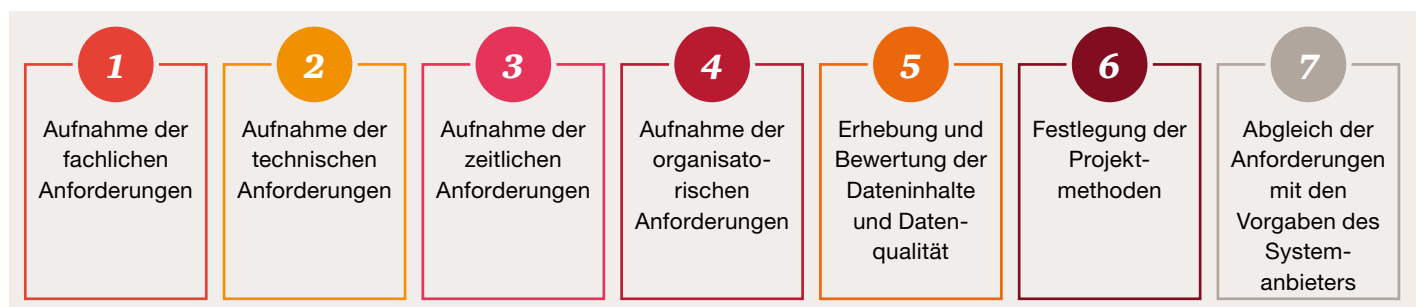 1
Aufnahme der
fachlichen
Anforderungen
2
Aufnahme der
technischen
Anforderungen
3
Aufnahme der
zeitlichen
Anforderungen
4
Aufnahme der
organisato-
rischen
Anforderungen
5
Erhebung und
Bewertung der
Dateninhalte
und Daten-
qualität
6
Festlegung der
Projekt-
methoden
7
Abgleich der
Anforderungen
mit den
Vorgaben des
System-
anbieters